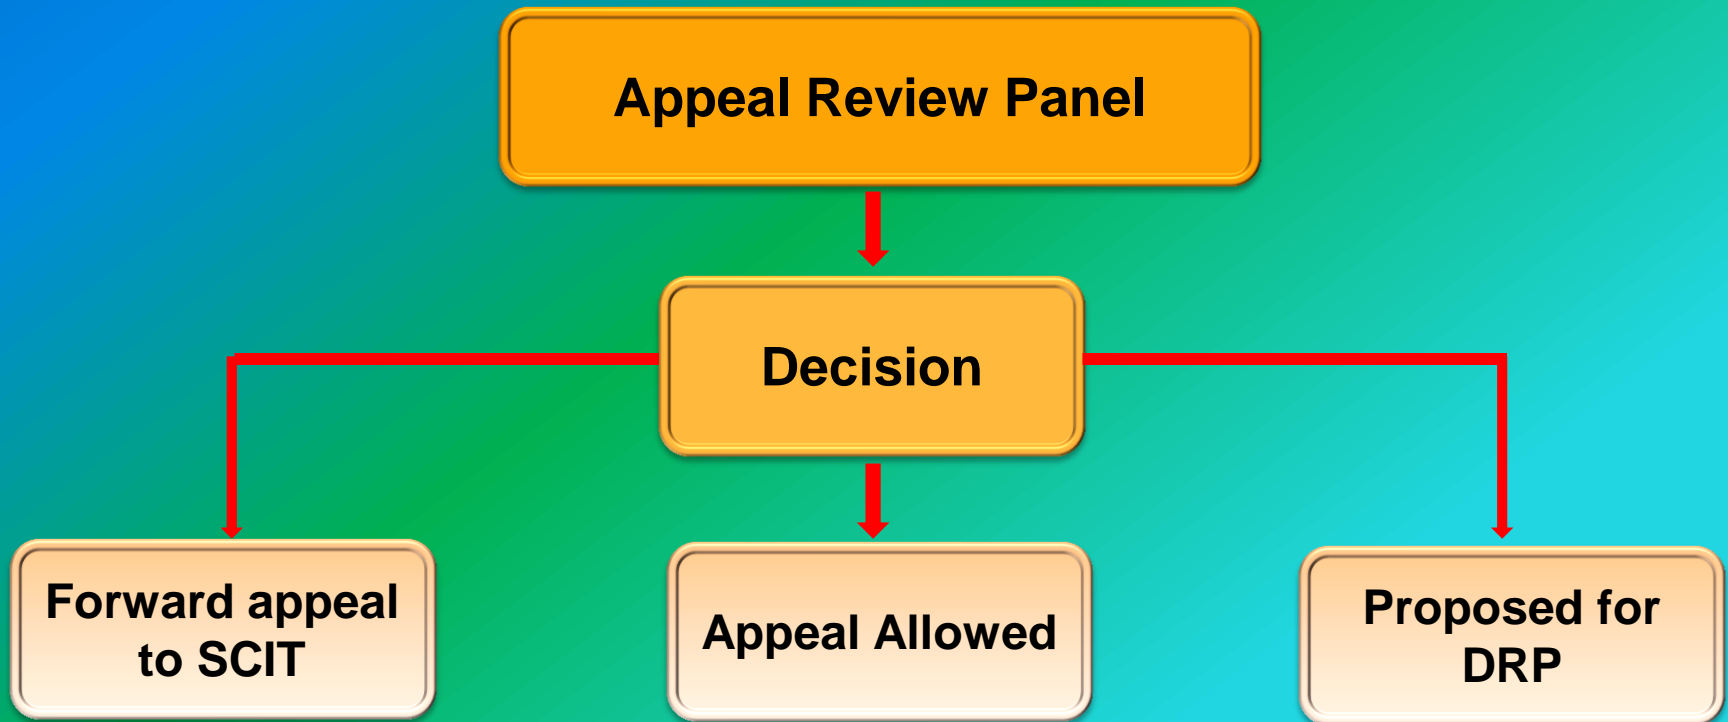 Appeal Review Panel
Decision
Forward appeal
to SCIT
Appeal Allowed
Proposed for
DRP